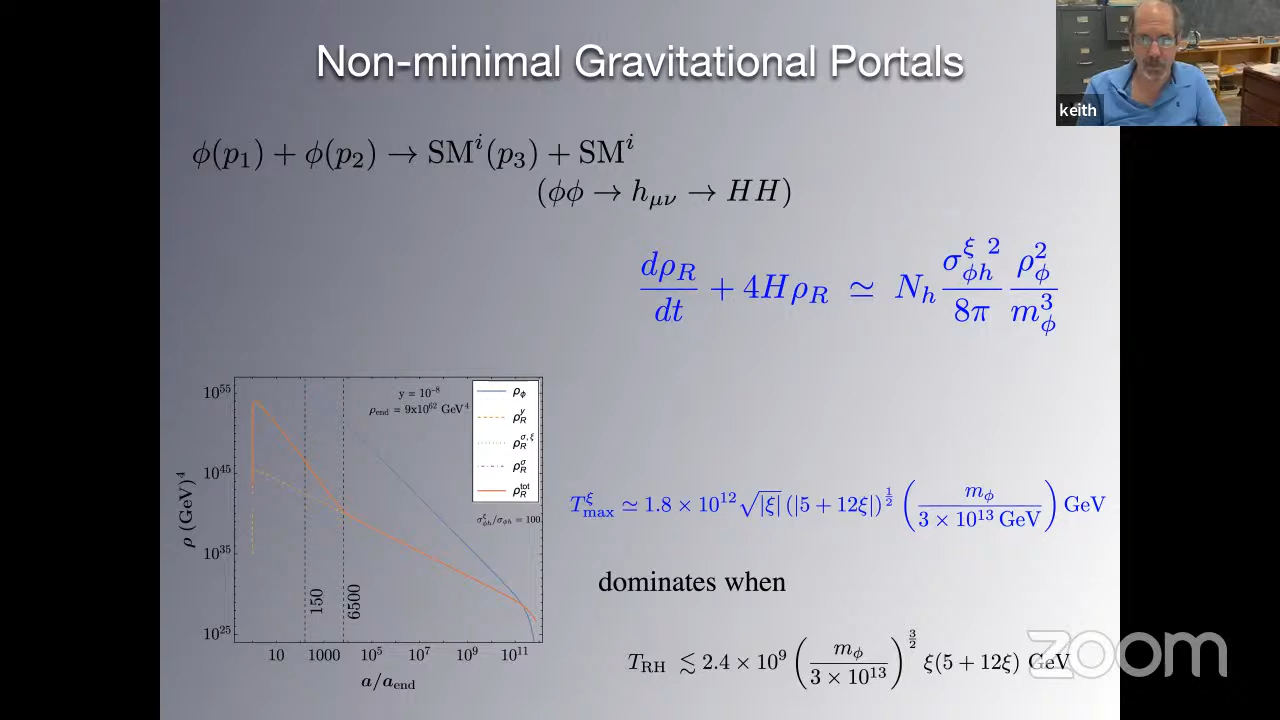 Non-minimal Gravitational Portals
keith
ϕ(p₁) + ϕ(p₂) → SMⁱ(p₃) + SMⁱ
(ϕϕ → h_μν → HH)
dρ_R/dt + 4Hρ_R ≃ N_h (σ^ξ_ϕh ²/8π) (ρ²_ϕ/m³_ϕ)
y = 10⁻⁸
ρ_end = 9x10⁶² GeV⁴
ρ_ϕ
ρ_R^y
ρ_R^σ,ξ
ρ_R^σ
ρ_R^tot
σ^ξ_ϕh/σ_ϕh = 100.
10⁵⁵
10⁴⁵
10³⁵
10²⁵
ρ (GeV)⁴
150
6500
10 1000 10⁵ 10⁷ 10⁹ 10¹¹
a/a_end
T^ξ_max ≃ 1.8 × 10¹² √|ξ| (|5 + 12ξ|)^½ (m_ϕ/3 × 10¹³ GeV) GeV
dominates when
T_RH ≲ 2.4 × 10⁹ (m_ϕ/3 × 10¹³)^3/2 ξ(5 + 12ξ) GeV
zoom